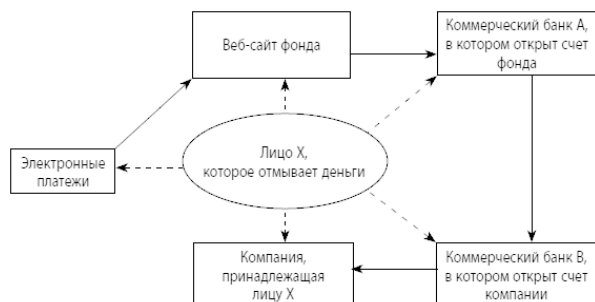 Веб-сайт фонда
Коммерческий банк А,
в котором открыт счет
фонда
Лицо X,
которое отмывает деньги
Электронные
платежи
Компания,
принадлежащая
лицу X
Коммерческий банк В,
в котором открыт счет
компании